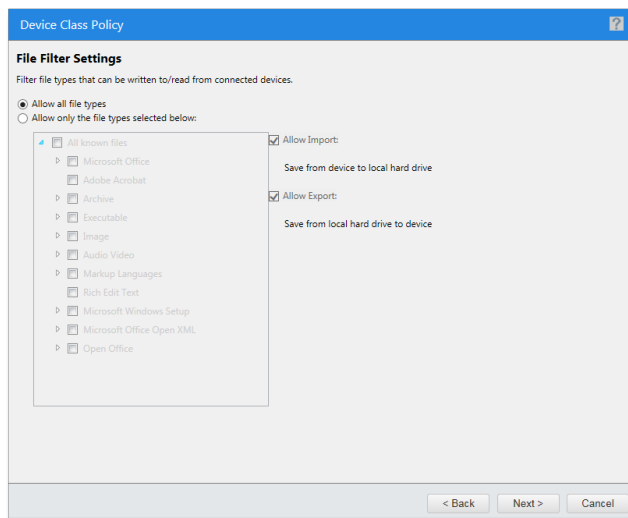 Device Class Policy
?
File Filter Settings
Filter file types that can be written to/read from connected devices.
Allow all file types
Allow only the file types selected below:
All known files
Microsoft Office
Adobe Acrobat
Archive
Executable
Image
Audio Video
Markup Languages
Rich Edit Text
Microsoft Windows Setup
Microsoft Office Open XML
Open Office
Allow Import:
Save from device to local hard drive
Allow Export:
Save from local hard drive to device
< Back
Next >
Cancel